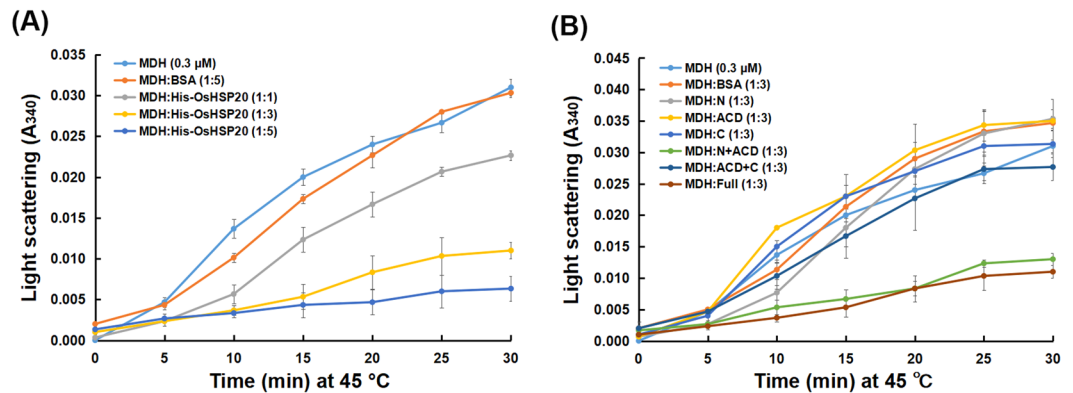 (A)
Light scattering (A340)
0.035
0.030
0.025
0.020
0.015
0.010
0.005
0.000
MDH (0.3 µM)
MDH:BSA (1:5)
MDH:His-OsHSP20 (1:1)
MDH:His-OsHSP20 (1:3)
MDH:His-OsHSP20 (1:5)
0 5 10 15 20 25 30
Time (min) at 45 °C
(B)
Light scattering (A340)
0.045
0.040
0.035
0.030
0.025
0.020
0.015
0.010
0.005
0.000
MDH (0.3 µM)
MDH:BSA (1:3)
MDH:N (1:3)
MDH:ACD (1:3)
MDH:C (1:3)
MDH:N+ACD (1:3)
MDH:ACD+C (1:3)
MDH:Full (1:3)
0 5 10 15 20 25 30
Time (min) at 45 °C